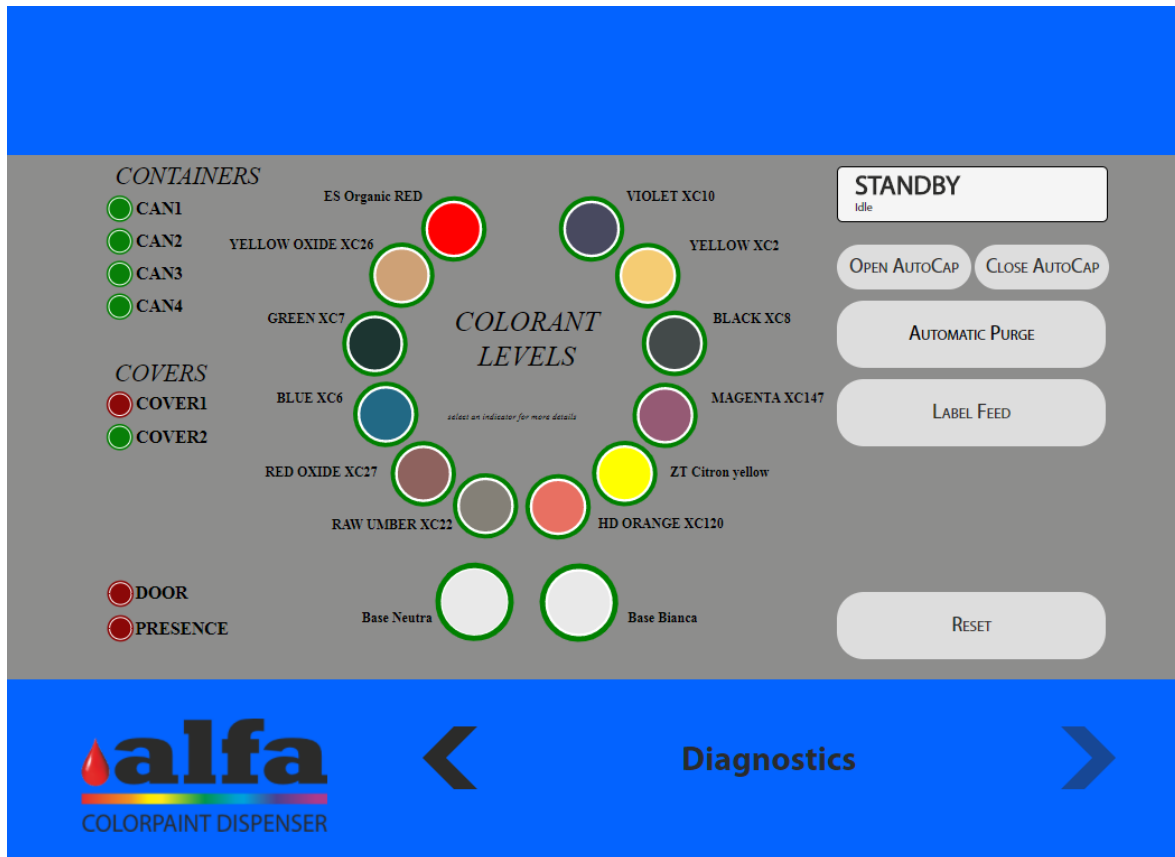 CONTAINERS
CAN1
CAN2
CAN3
CAN4
COVERS
COVER1
COVER2
DOOR
PRESENCE
ES Organic RED
VIOLET XC10
YELLOW OXIDE XC26
YELLOW XC2
GREEN XC7
BLACK XC8
COLORANT
LEVELS
BLUE XC6
MAGENTA XC147
select an indicator for more details
RED OXIDE XC27
ZT Citron yellow
RAW UMBER XC22
HD ORANGE XC120
Base Neutra
Base Bianca
STANDBY
Idle
OPEN AUTOCAP
CLOSE AUTOCAP
AUTOMATIC PURGE
LABEL FEED
RESET
alfa
COLORPAINT DISPENSER
Diagnostics